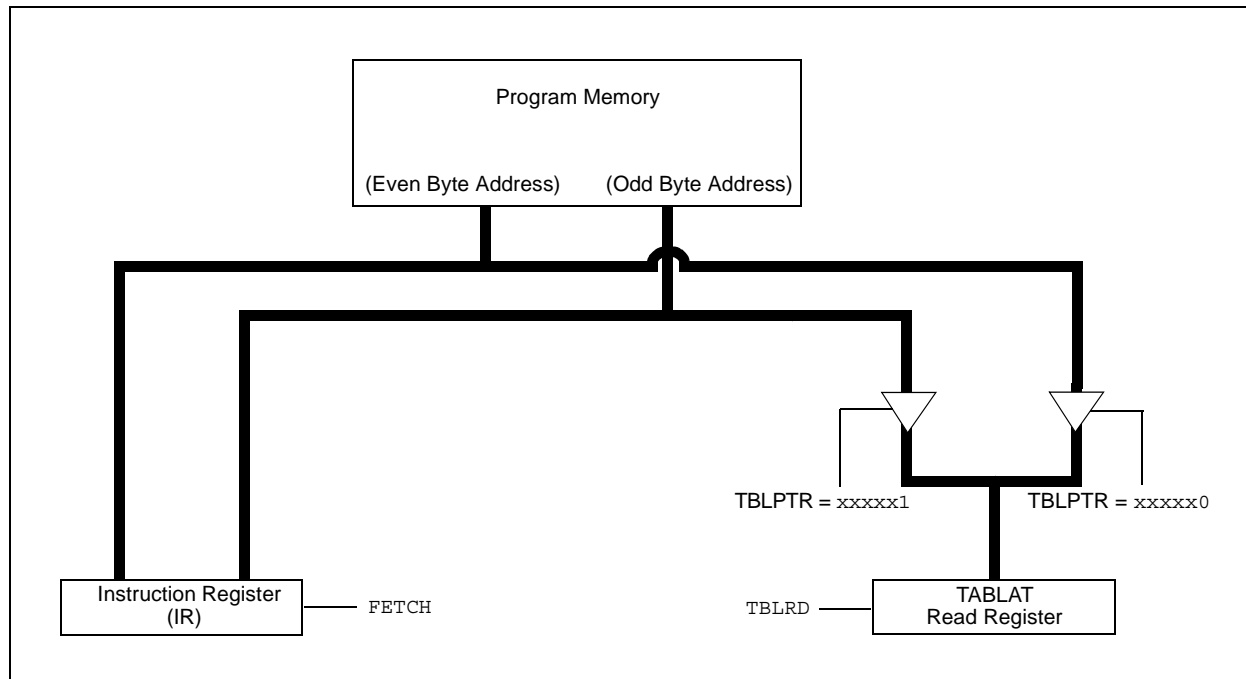 Program Memory
(Even Byte Address)
(Odd Byte Address)
TBLPTR = xxxxx1
TBLPTR = xxxxx0
Instruction Register
(IR)
FETCH
TBLRD
TABLAT
Read Register